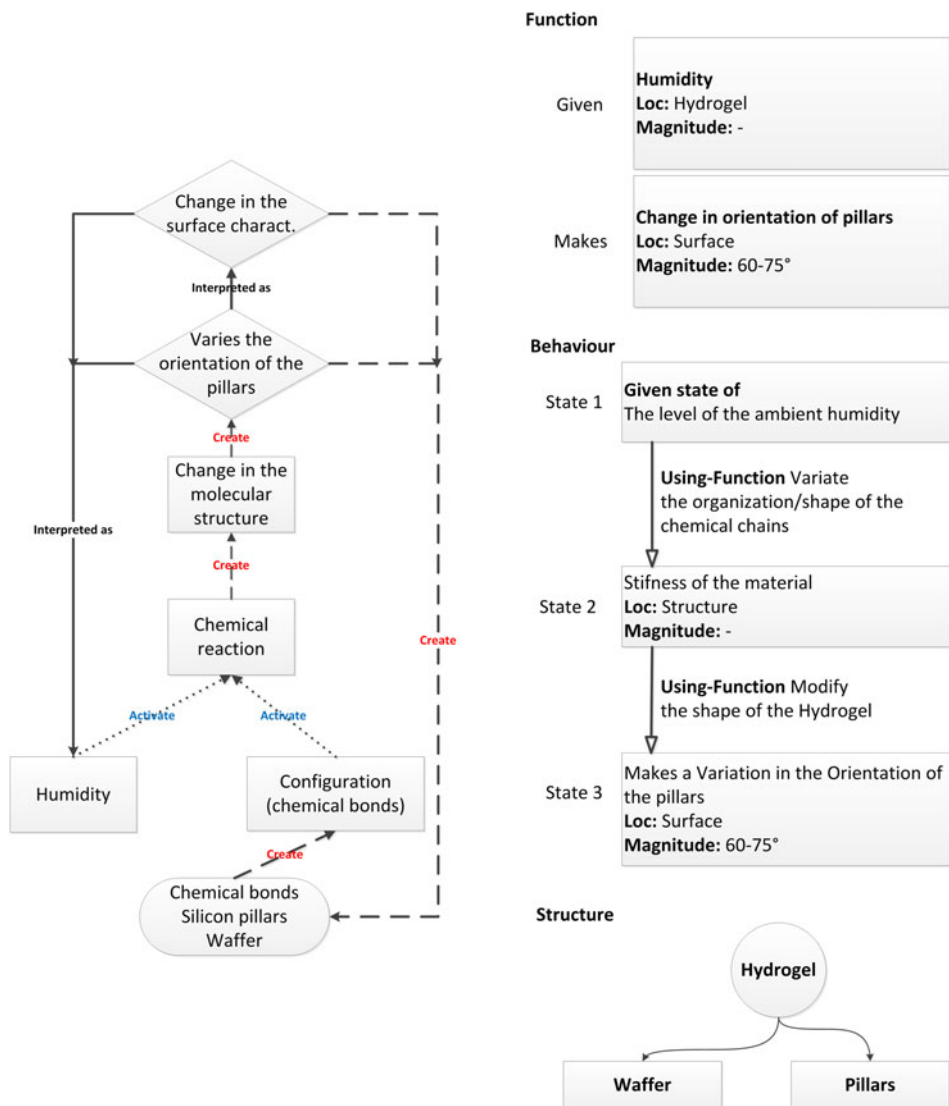 Change in the
surface charact.
Interpreted as
Varies the
orientation of the
pillars
Create
Change in the
molecular
structure
Interpreted as
Create
Chemical
reaction
Create
Activate
Activate
Humidity
Configuration
(chemical bonds)
Create
Chemical bonds
Silicon pillars
Waffer
Function
Given
Humidity
Loc: Hydrogel
Magnitude: -
Makes
Change in orientation of pillars
Loc: Surface
Magnitude: 60-75°
Behaviour
State 1
Given state of
The level of the ambient humidity
Using-Function Variate
the organization/shape of the
chemical chains
State 2
Stifness of the material
Loc: Structure
Magnitude: -
Using-Function Modify
the shape of the Hydrogel
State 3
Makes a Variation in the Orientation of
the pillars
Loc: Surface
Magnitude: 60-75°
Structure
Hydrogel
Waffer
Pillars